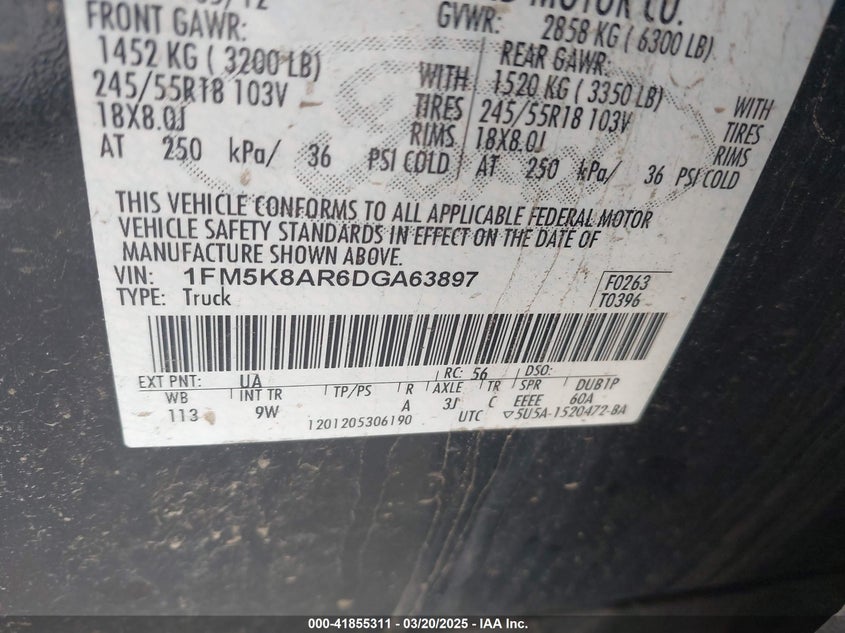 MOTOR CO.
FRONT GAWR: GVWR: 2858 KG ( 6300 LB)
1452 KG ( 3200 LB) REAR GAWR:
245/55R18 103V WITH 1520 KG ( 3350 LB) WITH
18X8.0J TIRES 245/55R18 103V TIRES
RIMS 18X8.0J RIMS
AT 250 kPa/ 36 PSI COLD AT 250 kPa/ 36 PSI COLD
THIS VEHICLE CONFORMS TO ALL APPLICABLE FEDERAL MOTOR
VEHICLE SAFETY STANDARDS IN EFFECT ON THE DATE OF
MANUFACTURE SHOWN ABOVE.
VIN: 1FM5K8AR6DGA63897 F0263
TYPE: Truck T0396
EXT PNT: UA RC: 56 DSO:
WB INT TR TP/PS R AXLE TR SPR DUB1P
113 9W A 3J C EEEE 60A
1201205306190 UTC ▽5U5A-1520472-BA
000-41855311 — 03/20/2025 — IAA Inc.